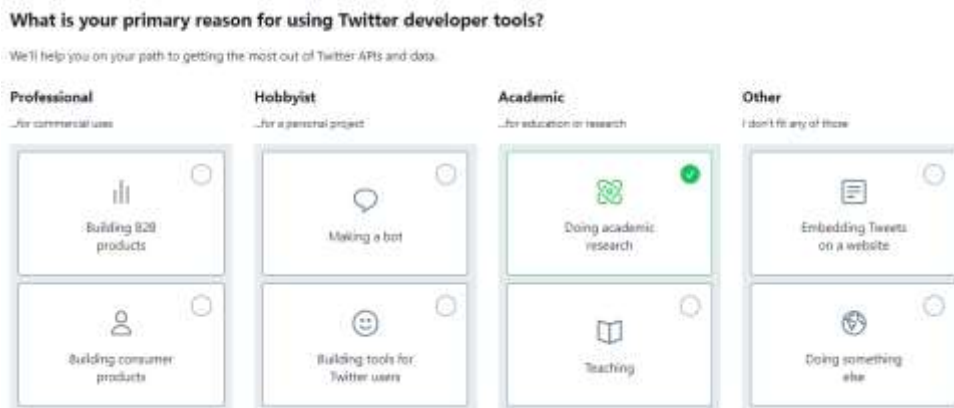 What is your primary reason for using Twitter developer tools?
We'll help you on your path to getting the most out of Twitter APIs and data.
Professional
...for commercial uses
Building B2B
products
Building consumer
products
Hobbyist
...for a personal project
Making a bot
Building tools for
Twitter users
Academic
...for education or research
Doing academic
research
Teaching
Other
I don't fit any of those
Embedding Tweets
on a website
Doing something
else